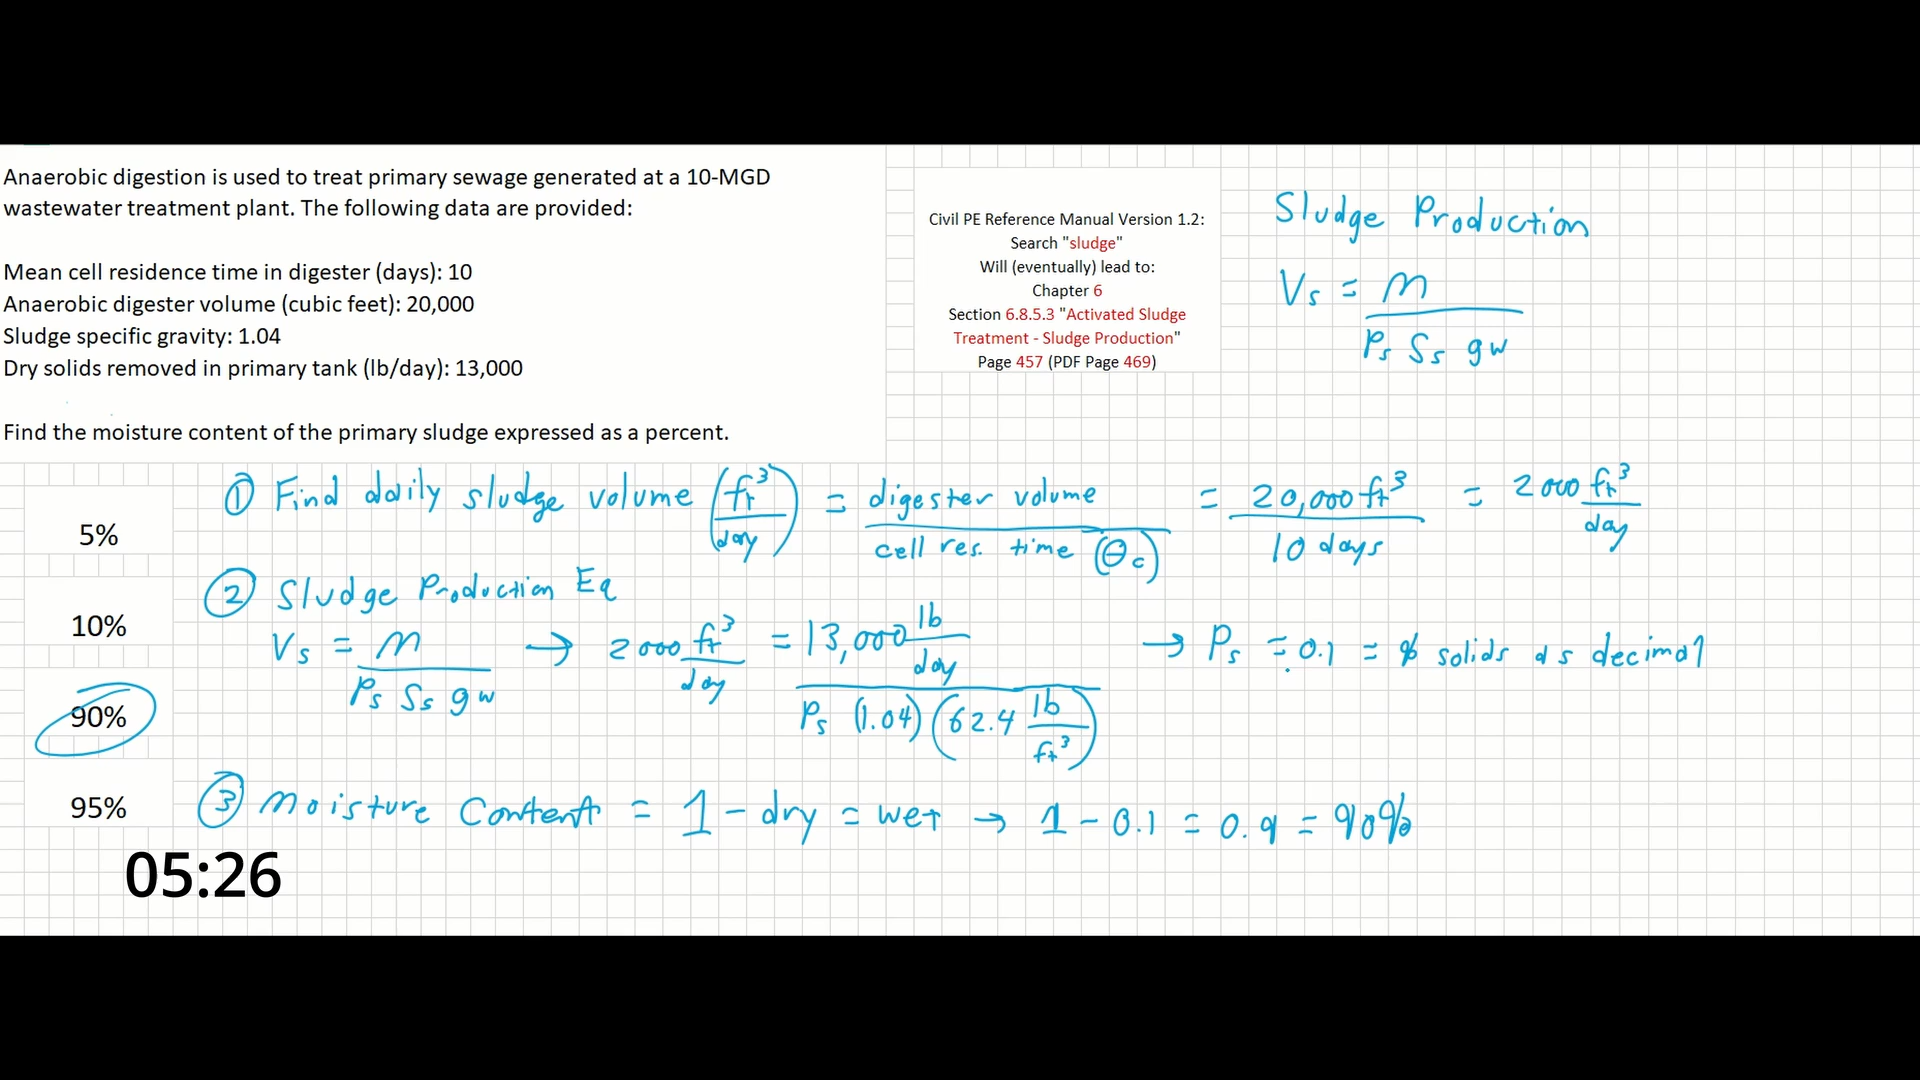 Anaerobic digestion is used to treat primary sewage generated at a 10-MGD
wastewater treatment plant. The following data are provided:
Mean cell residence time in digester (days): 10
Anaerobic digester volume (cubic feet): 20,000
Sludge specific gravity: 1.04
Dry solids removed in primary tank (lb/day): 13,000
Find the moisture content of the primary sludge expressed as a percent.
Civil PE Reference Manual Version 1.2:
Search "sludge"
Will (eventually) lead to:
Chapter 6
Section 6.8.5.3 "Activated Sludge
Treatment - Sludge Production"
Page 457 (PDF Page 469)
Sludge Production
Vs = m / Ps Ss gw
① Find daily sludge volume (ft³/day) = digester volume / cell res. time (θc) = 20,000 ft³ / 10 days = 2000 ft³/day
② Sludge Production Eq
Vs = m / Ps Ss gw → 2000 ft³/day = 13,000 lb/day / Ps (1.04) (62.4 lb/ft³) → Ps = 0.1 = % solids as decimal
③ Moisture Content = 1 - dry = wet → 1 - 0.1 = 0.9 = 90%
5%
10%
90%
95%
05:26